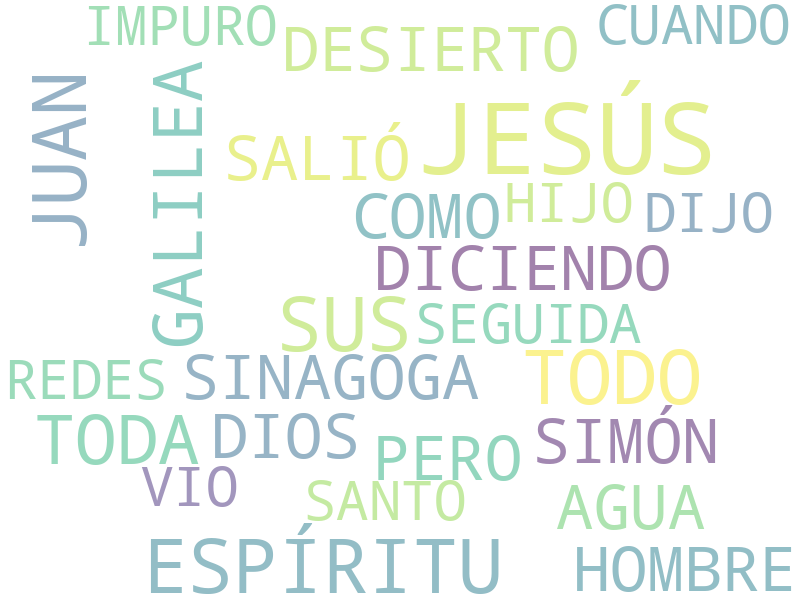 IMPURO
DESIERTO
CUANDO
JUAN
GALILEA
JESÚS
SALIÓ
COMO
HIJO
DIJO
DICIENDO
SUS
SEGUIDA
REDES
SINAGOGA
TODO
TODA
DIOS
PERO
SIMÓN
VIO
SANTO
AGUA
ESPÍRITU
HOMBRE